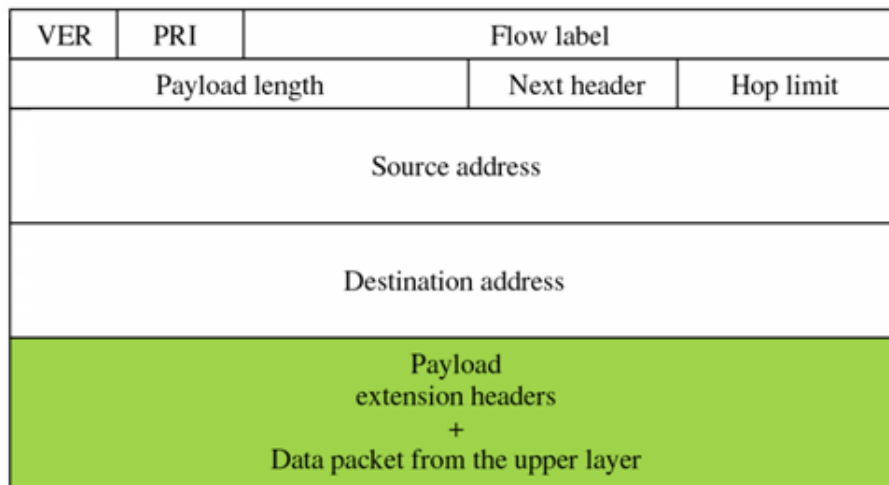 VER PRI Flow label
Payload length Next header Hop limit
Source address
Destination address
Payload
extension headers
+
Data packet from the upper layer